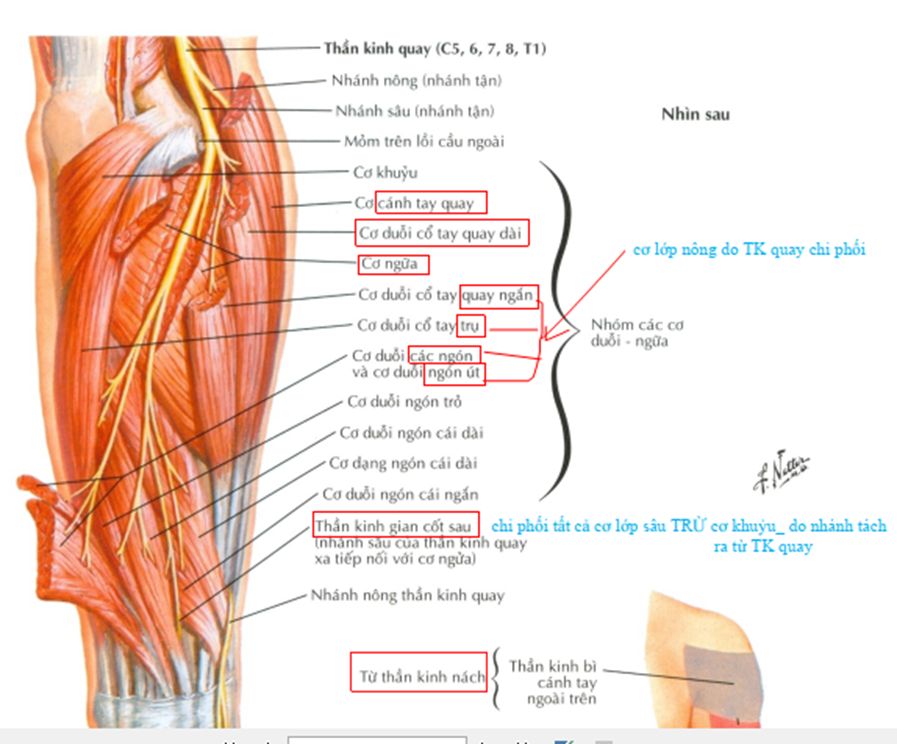 Thần kinh quay (C5, 6, 7, 8, T1)
Nhánh nông (nhánh tận)
Nhánh sâu (nhánh tận)
Nhìn sau
Mỏm trên lồi cầu ngoài
Cơ khuỷu
Cơ cánh tay quay
Cơ duỗi cổ tay quay dài
cơ lớp nông do TK quay chi phối
Cơ ngửa
Cơ duỗi cổ tay quay ngắn
Cơ duỗi cổ tay trụ
Nhóm các cơ
duỗi - ngửa
Cơ duỗi các ngón
và cơ duỗi ngón út
Cơ duỗi ngón trỏ
Cơ duỗi ngón cái dài
Cơ dạng ngón cái dài
F. Netter
Cơ duỗi ngón cái ngắn
Thần kinh gian cốt sau
(nhánh sâu của thần kinh quay
xa tiếp nối với cơ ngửa)
chi phối tất cả cơ lớp sâu TRỪ cơ khuỷu_ do nhánh tách
ra từ TK quay
Nhánh nông thần kinh quay
Từ thần kinh nách
Thần kinh bì
cánh tay
ngoài trên